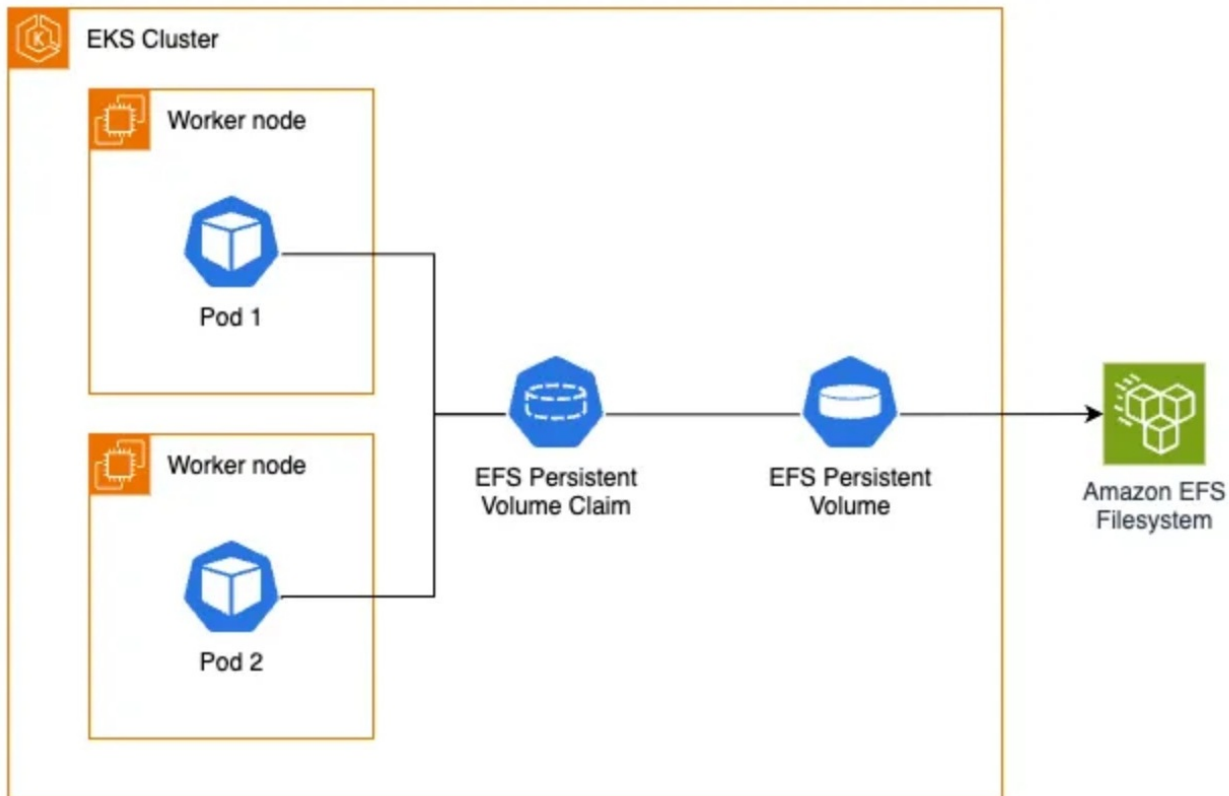 EKS Cluster
Worker node
Pod 1
Worker node
Pod 2
EFS Persistent
Volume Claim
EFS Persistent
Volume
Amazon EFS
Filesystem